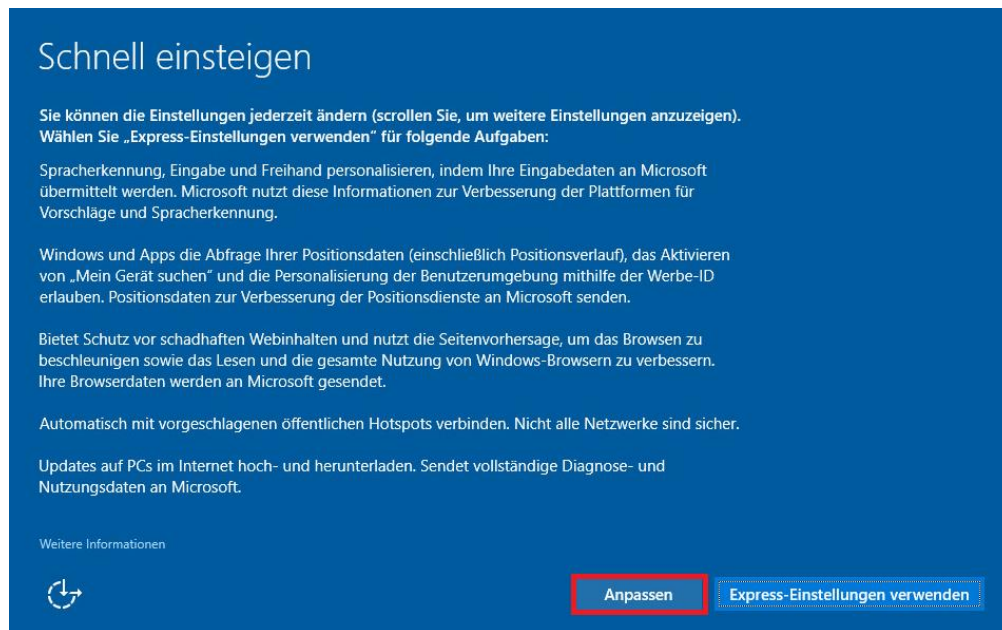 Schnell einsteigen
Sie können die Einstellungen jederzeit ändern (scrollen Sie, um weitere Einstellungen anzuzeigen).
Wählen Sie „Express-Einstellungen verwenden“ für folgende Aufgaben:
Spracherkennung, Eingabe und Freihand personalisieren, indem Ihre Eingabedaten an Microsoft
übermittelt werden. Microsoft nutzt diese Informationen zur Verbesserung der Plattformen für
Vorschläge und Spracherkennung.
Windows und Apps die Abfrage Ihrer Positionsdaten (einschließlich Positionsverlauf), das Aktivieren
von „Mein Gerät suchen“ und die Personalisierung der Benutzerumgebung mithilfe der Werbe-ID
erlauben. Positionsdaten zur Verbesserung der Positionsdienste an Microsoft senden.
Bietet Schutz vor schadhaften Webinhalten und nutzt die Seitenvorhersage, um das Browsen zu
beschleunigen sowie das Lesen und die gesamte Nutzung von Windows-Browsern zu verbessern.
Ihre Browserdaten werden an Microsoft gesendet.
Automatisch mit vorgeschlagenen öffentlichen Hotspots verbinden. Nicht alle Netzwerke sind sicher.
Updates auf PCs im Internet hoch- und herunterladen. Sendet vollständige Diagnose- und
Nutzungsdaten an Microsoft.
Weitere Informationen
Anpassen
Express-Einstellungen verwenden